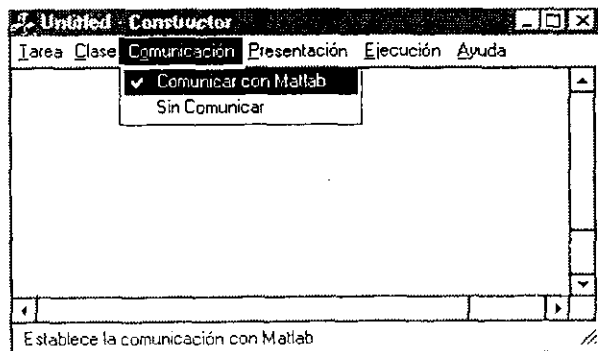 Untitled - Constructor
Tarea Clase Comunicación Presentación Ejecución Ayuda
Comunicar con Matlab
Sin Comunicar
Establece la comunicación con Matlab